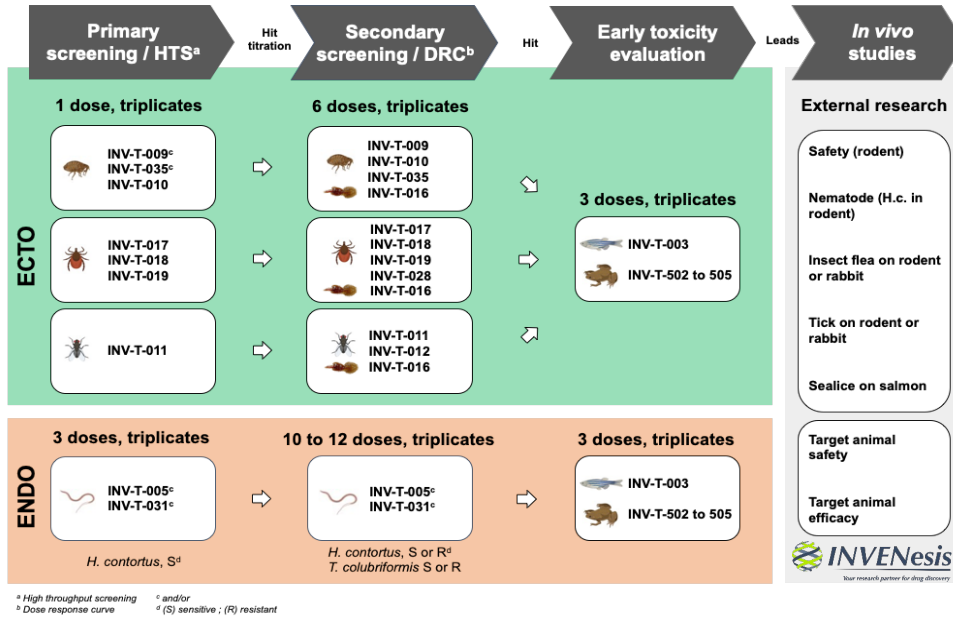 Primary
screening / HTSᵃ
Hit
titration
Secondary
screening / DRCᵇ
Hit
Early toxicity
evaluation
Leads
In vivo
studies
ECTO
1 dose, triplicates
6 doses, triplicates
INV-T-009ᶜ
INV-T-035ᶜ
INV-T-010
INV-T-009
INV-T-010
INV-T-035
INV-T-016
INV-T-017
INV-T-018
INV-T-019
INV-T-017
INV-T-018
INV-T-019
INV-T-028
INV-T-016
INV-T-011
INV-T-011
INV-T-012
INV-T-016
3 doses, triplicates
INV-T-003
INV-T-502 to 505
External research
Safety (rodent)
Nematode (H.c. in
rodent)
Insect flea on rodent
or rabbit
Tick on rodent or
rabbit
Sealice on salmon
ENDO
3 doses, triplicates
INV-T-005ᶜ
INV-T-031ᶜ
H. contortus, Sᵈ
10 to 12 doses, triplicates
INV-T-005ᶜ
INV-T-031ᶜ
H. contortus, S or Rᵈ
T. colubriformis S or R
3 doses, triplicates
INV-T-003
INV-T-502 to 505
Target animal
safety
Target animal
efficacy
INVENesis
Your research partner for drug discovery
ᵃ High throughput screening
ᵇ Dose response curve
ᶜ and/or
ᵈ (S) sensitive ; (R) resistant